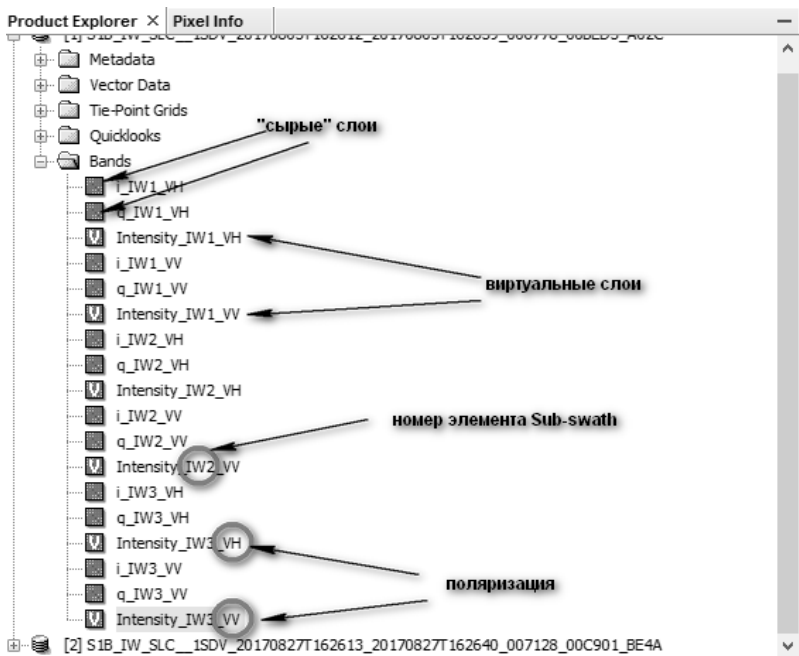 Product Explorer × Pixel Info
[1] S1B_IW_SLC__1SDV_20170803T162612_20170803T162639_006778_00BED3_A02C
Metadata
Vector Data
Tie-Point Grids
Quicklooks
"сырые" слои
Bands
i_IW1_VH
q_IW1_VH
Intensity_IW1_VH
i_IW1_VV
q_IW1_VV
виртуальные слои
Intensity_IW1_VV
i_IW2_VH
q_IW2_VH
Intensity_IW2_VH
i_IW2_VV
номер элемента Sub-swath
q_IW2_VV
Intensity_IW2_VV
i_IW3_VH
q_IW3_VH
Intensity_IW3_VH
i_IW3_VV
поляризация
q_IW3_VV
Intensity_IW3_VV
[2] S1B_IW_SLC__1SDV_20170827T162613_20170827T162640_007128_00C901_BE4A